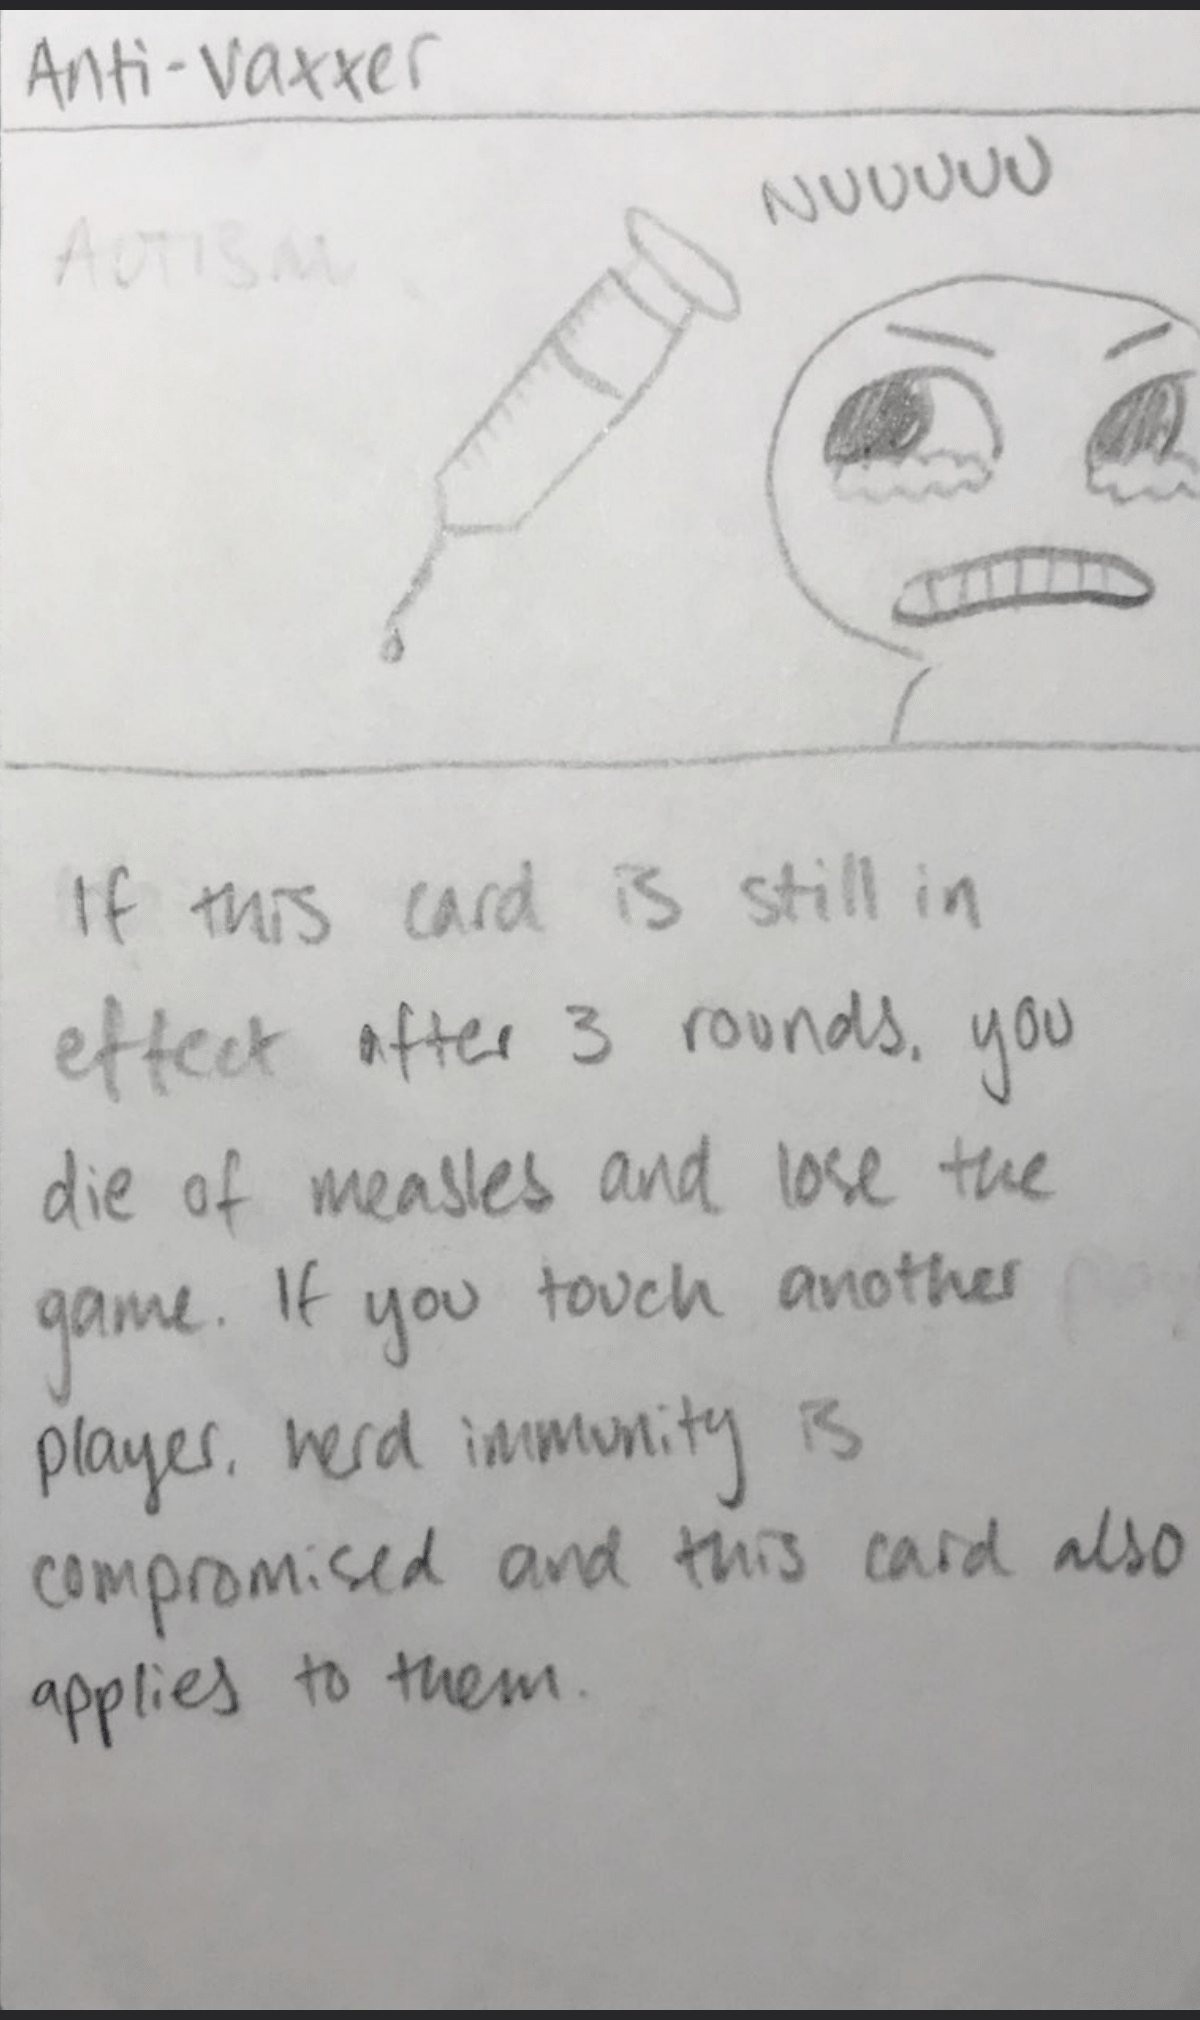 Anti-vaxxer
NUUUUU
AUTISM
If this card is still in
effect after 3 rounds, you
die of measles and lose the
game. If you touch another
player, herd immunity is
compromised and this card also
applies to them.